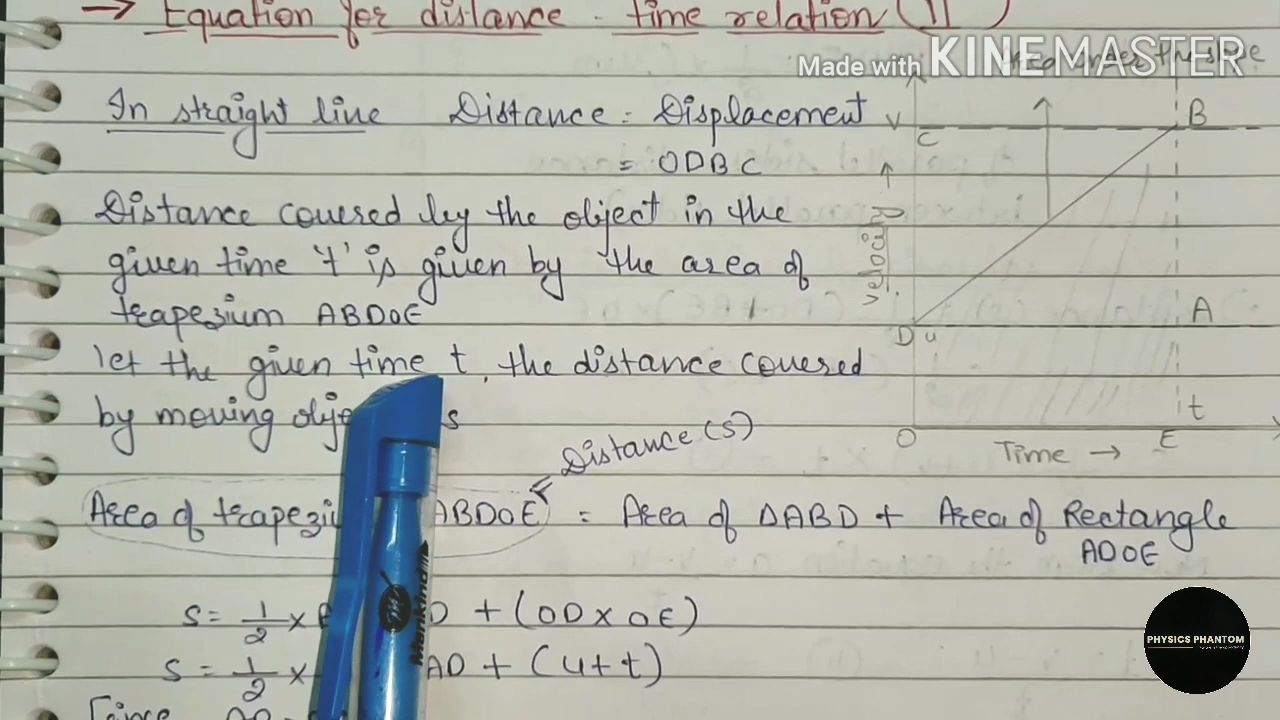 → Equation for distance - time relation (II)
Made with KINEMASTER
In straight line Distance = Displacement
= ODBC
Distance covered by the object in the
given time 't' is given by the area of
trapezium ABDOE
let the given time t, the distance covered
by moving obje s
Distance (s)
Area of trapeziu ABDOE = Area of ΔABD + Area of Rectangle
ADOE
S = 1/2 × D + (OD × OE)
S = 1/2 × AD + (u + t)
V
C
B
Velocity
D
u
A
t
O
Time →
E
PHYSICS PHANTOM